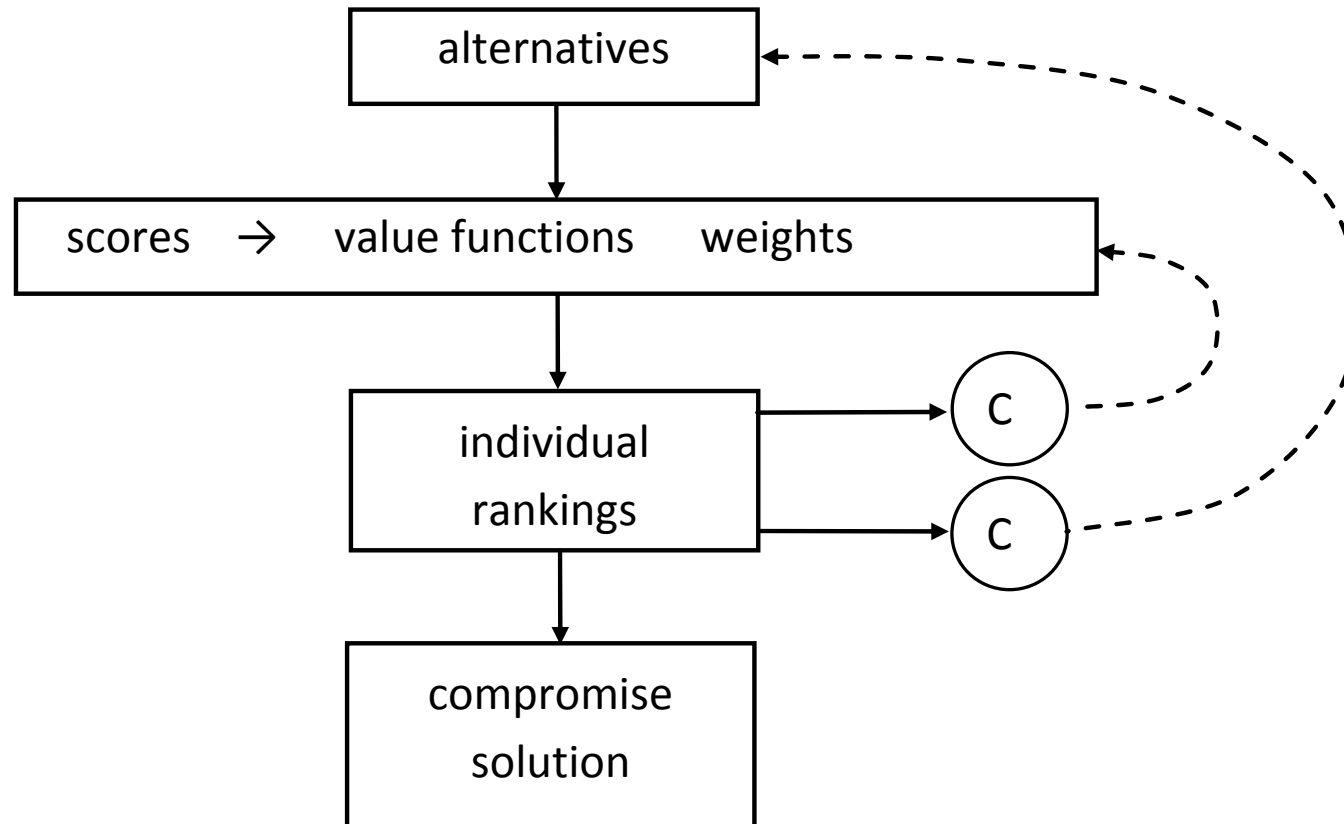 alternatives
scores → value functions weights
individual
rankings
C
C
compromise
solution